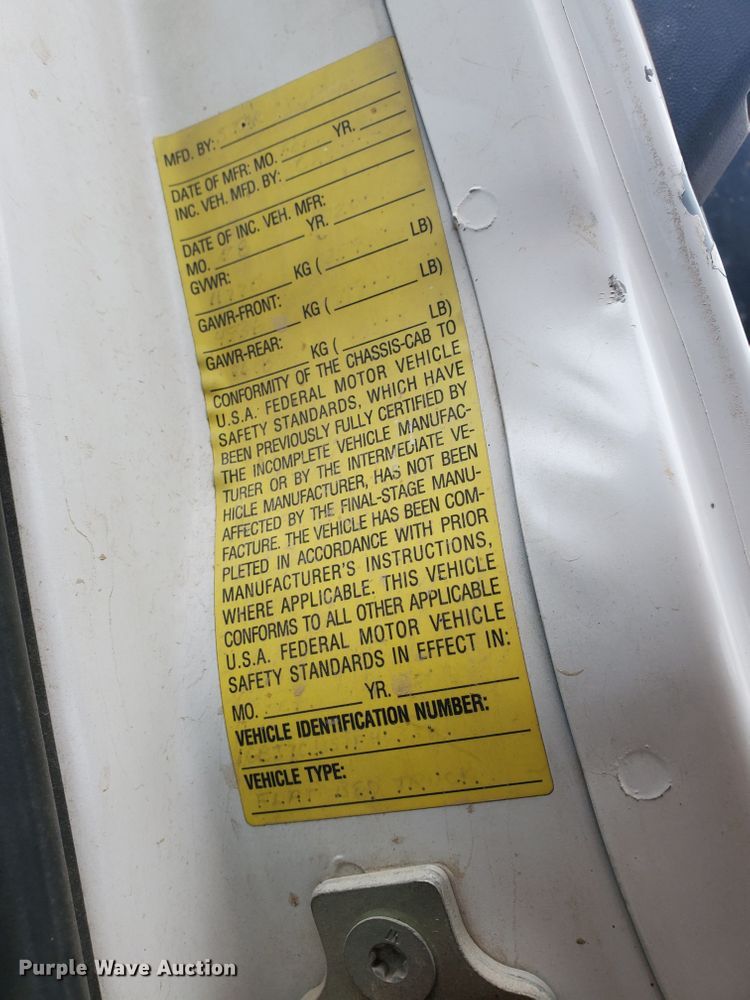 MFD. BY:
DATE OF MFR: MO. YR.
INC. VEH. MFD. BY:
DATE OF INC. VEH. MFR:
MO. YR.
GVWR: KG ( LB)
GAWR-FRONT: KG ( LB)
GAWR-REAR: KG ( LB)
CONFORMITY OF THE CHASSIS-CAB TO
U.S.A. FEDERAL MOTOR VEHICLE
SAFETY STANDARDS, WHICH HAVE
BEEN PREVIOUSLY FULLY CERTIFIED BY
THE INCOMPLETE VEHICLE MANUFAC-
TURER OR BY THE INTERMEDIATE VE-
HICLE MANUFACTURER, HAS NOT BEEN
AFFECTED BY THE FINAL-STAGE MANU-
FACTURE. THE VEHICLE HAS BEEN COM-
PLETED IN ACCORDANCE WITH PRIOR
MANUFACTURER'S INSTRUCTIONS,
WHERE APPLICABLE. THIS VEHICLE
CONFORMS TO ALL OTHER APPLICABLE
U.S.A. FEDERAL MOTOR VEHICLE
SAFETY STANDARDS IN EFFECT IN:
MO. YR.
VEHICLE IDENTIFICATION NUMBER:
VEHICLE TYPE:
FLAT BED TRUCK
Purple Wave Auction